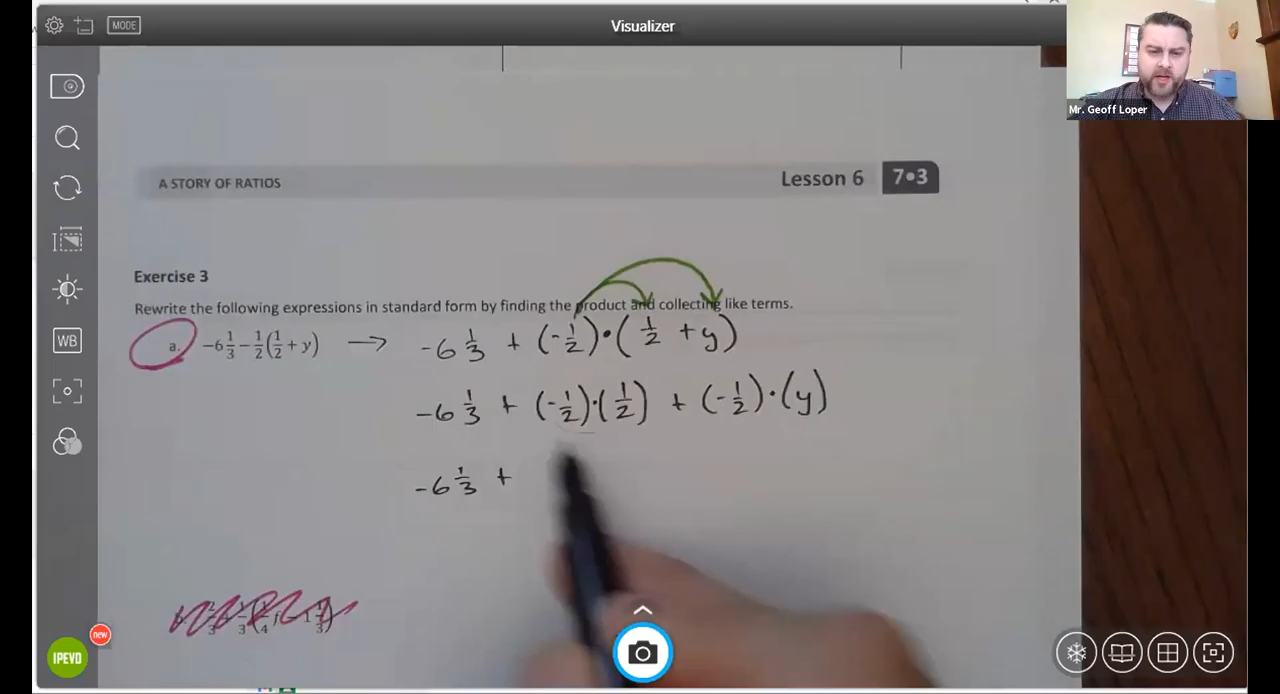 MODE
Visualizer
Mr. Geoff Loper
A STORY OF RATIOS
Lesson 6 7•3
Exercise 3
Rewrite the following expressions in standard form by finding the product and collecting like terms.
a. −6 1/3 − 1/2 (1/2 + y) → -6 1/3 + (-1/2)•(1/2 + y)
-6 1/3 + (-1/2)•(1/2) + (-1/2)•(y)
-6 1/3 +
WB
new
IPEVO